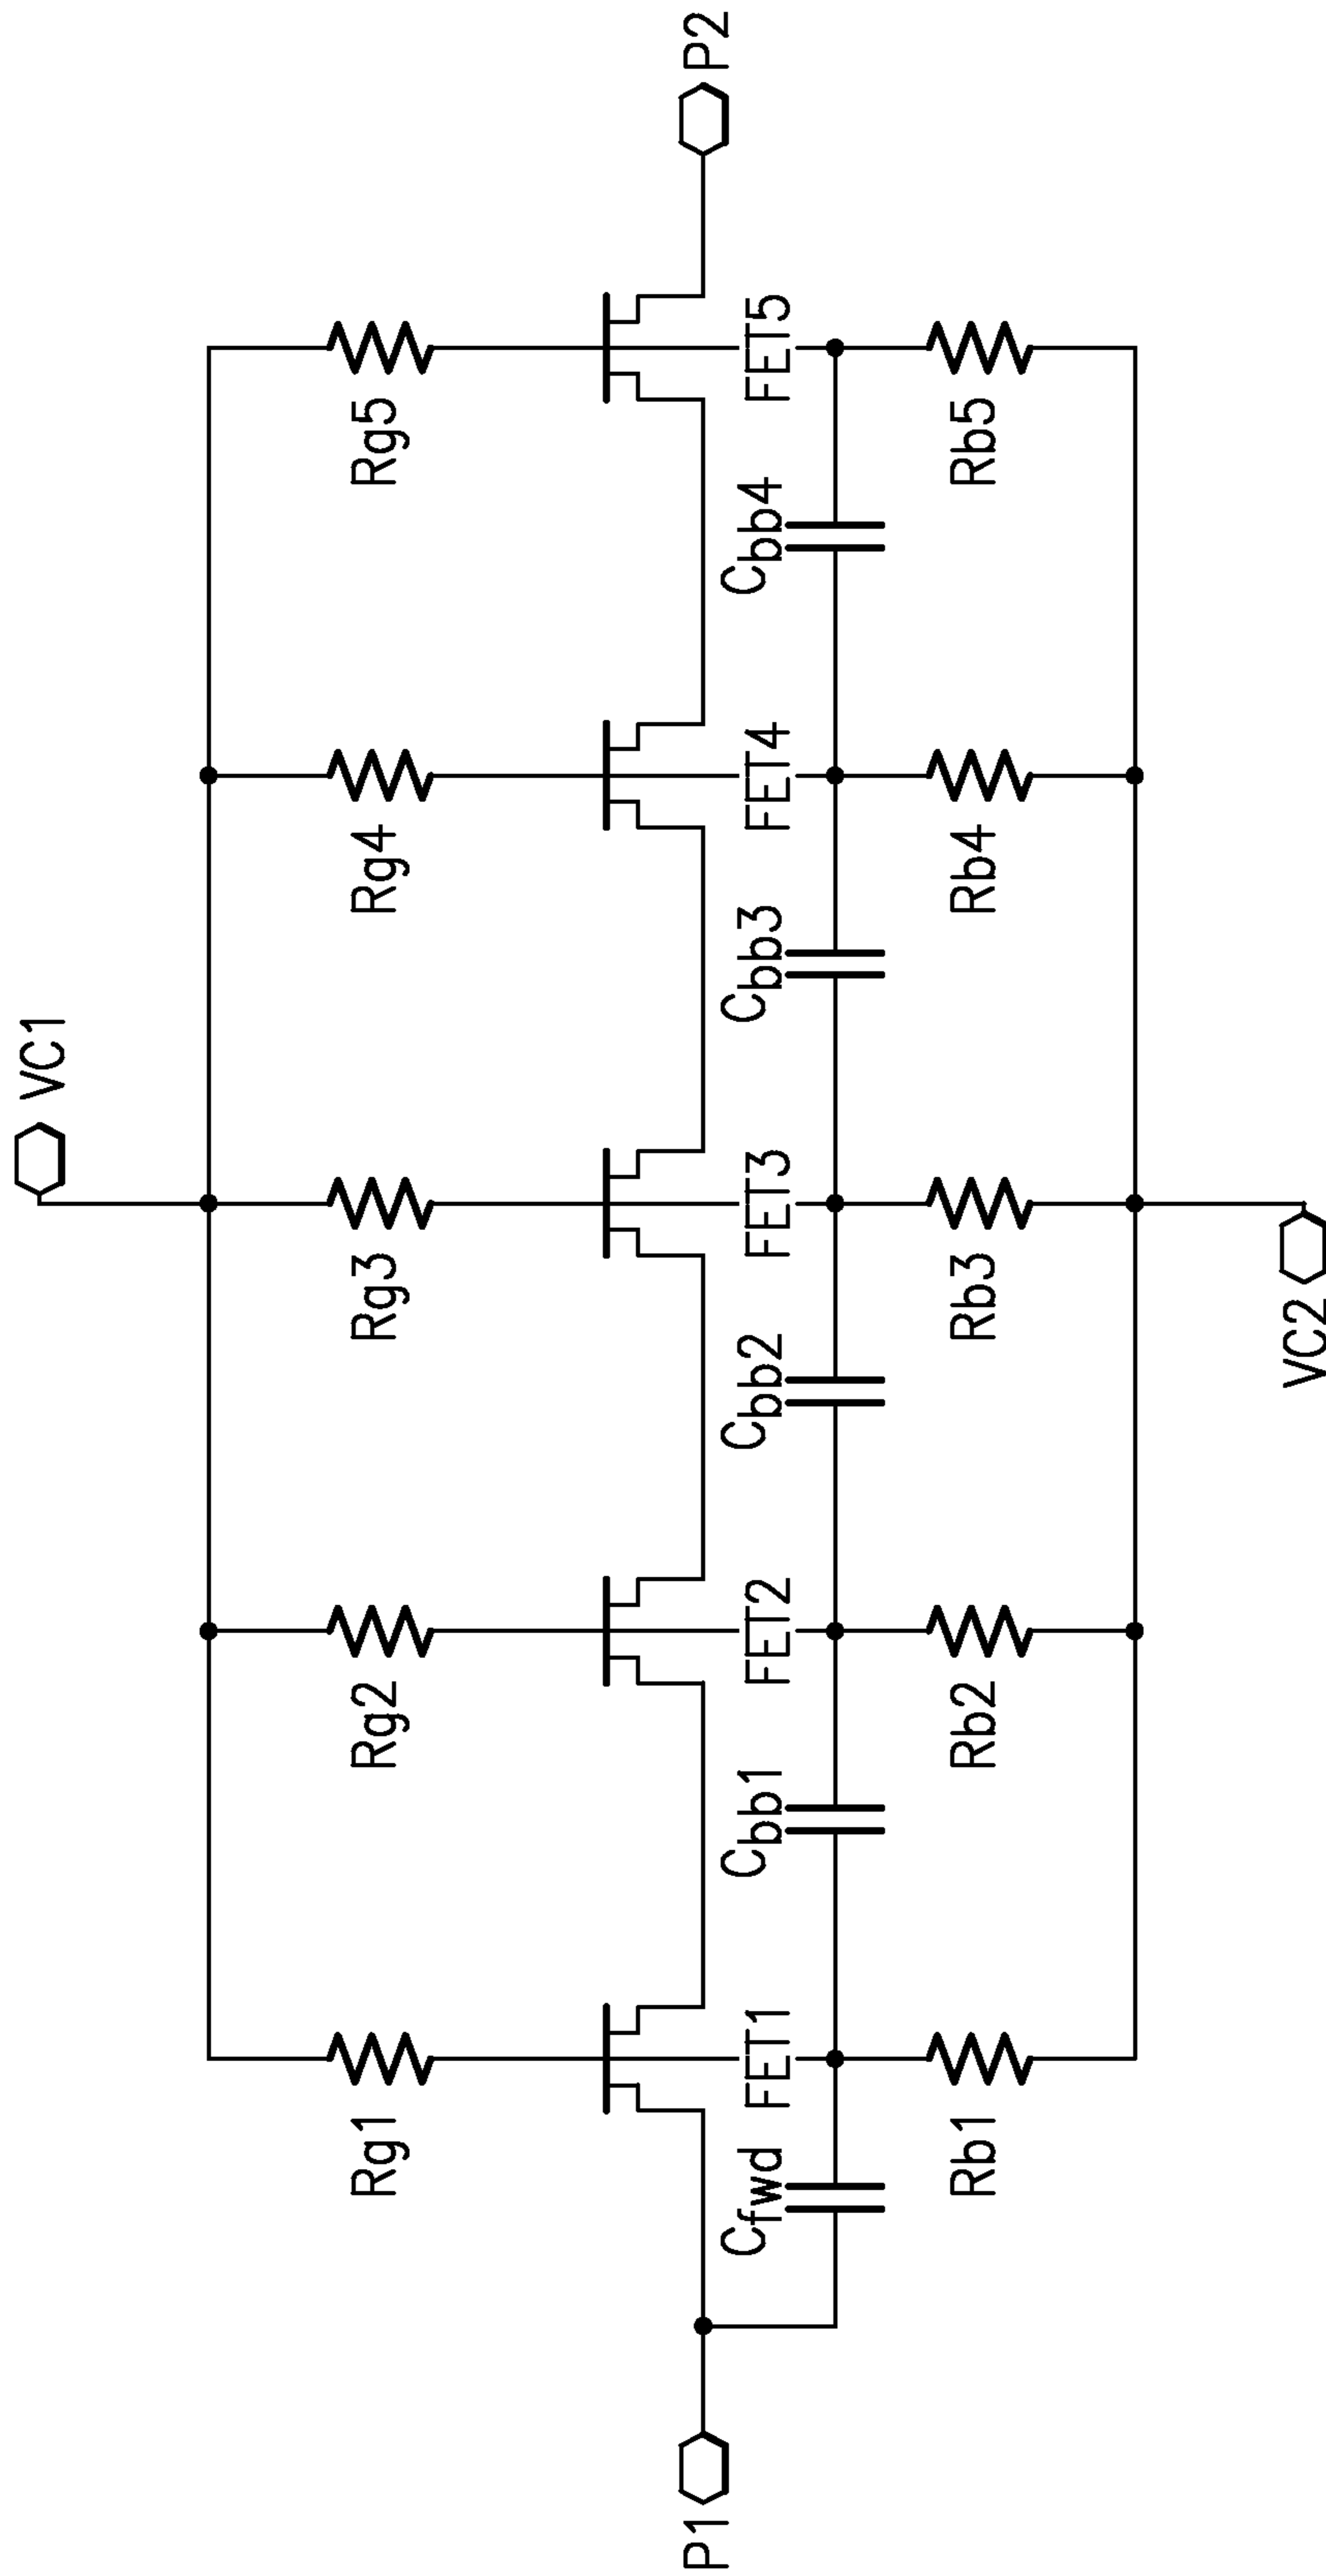 VC1
Rg1
Rg2
Rg3
Rg4
Rg5
P1
P2
FET1
FET2
FET3
FET4
FET5
Cfwd
Cbb1
Cbb2
Cbb3
Cbb4
Rb1
Rb2
Rb3
Rb4
Rb5
VC2